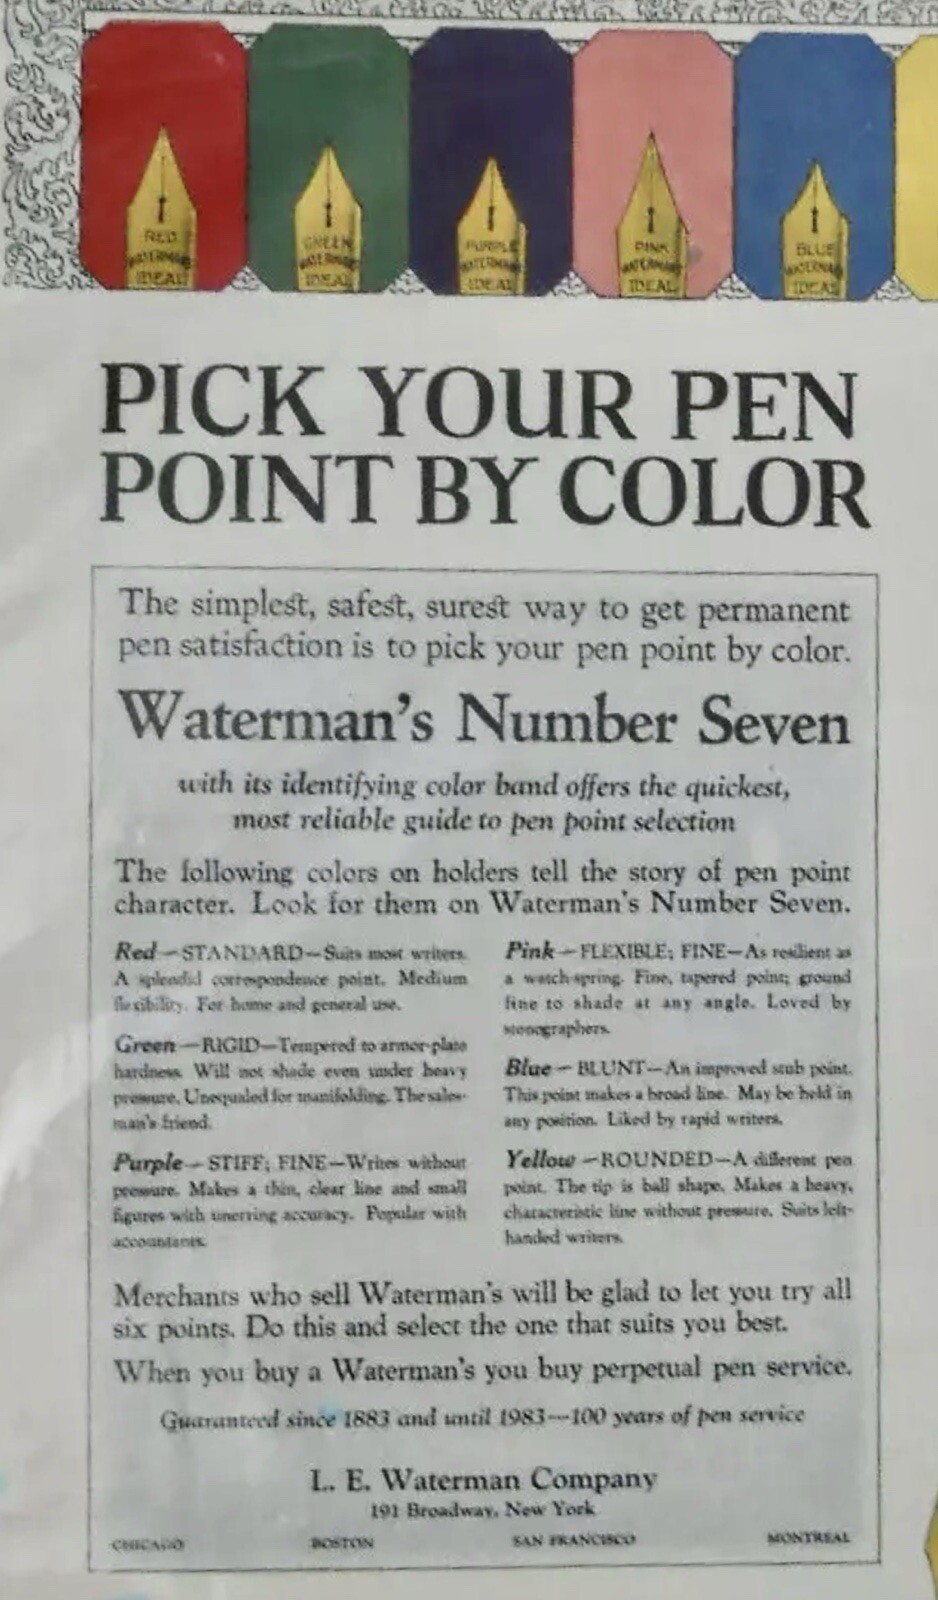 RED
WATERMANS
IDEAL
GREEN
WATERMANS
IDEAL
PURPLE
WATERMANS
IDEAL
PINK
WATERMANS
IDEAL
BLUE
WATERMANS
IDEAL
PICK YOUR PEN
POINT BY COLOR
The simplest, safest, surest way to get permanent
pen satisfaction is to pick your pen point by color.
Waterman's Number Seven
with its identifying color band offers the quickest,
most reliable guide to pen point selection
The following colors on holders tell the story of pen point
character. Look for them on Waterman's Number Seven.
Red—STANDARD—Suits most writers.
A splendid correspondence point. Medium
flexibility. For home and general use.
Green—RIGID—Tempered to armor-plate
hardness. Will not shade even under heavy
pressure. Unequaled for manifolding. The sales-
man's friend.
Purple—STIFF; FINE—Writes without
pressure. Makes a thin, clear line and small
figures with unerring accuracy. Popular with
accountants.
Pink—FLEXIBLE; FINE—As resilient as
a watch-spring. Fine, tapered point; ground
fine to shade at any angle. Loved by
stenographers.
Blue—BLUNT—An improved stub point.
This point makes a broad line. May be held in
any position. Liked by rapid writers.
Yellow—ROUNDED—A different pen
point. The tip is ball shape. Makes a heavy,
characteristic line without pressure. Suits left-
handed writers.
Merchants who sell Waterman's will be glad to let you try all
six points. Do this and select the one that suits you best.
When you buy a Waterman's you buy perpetual pen service.
Guaranteed since 1883 and until 1983—100 years of pen service
L. E. Waterman Company
191 Broadway, New York
CHICAGO BOSTON SAN FRANCISCO MONTREAL